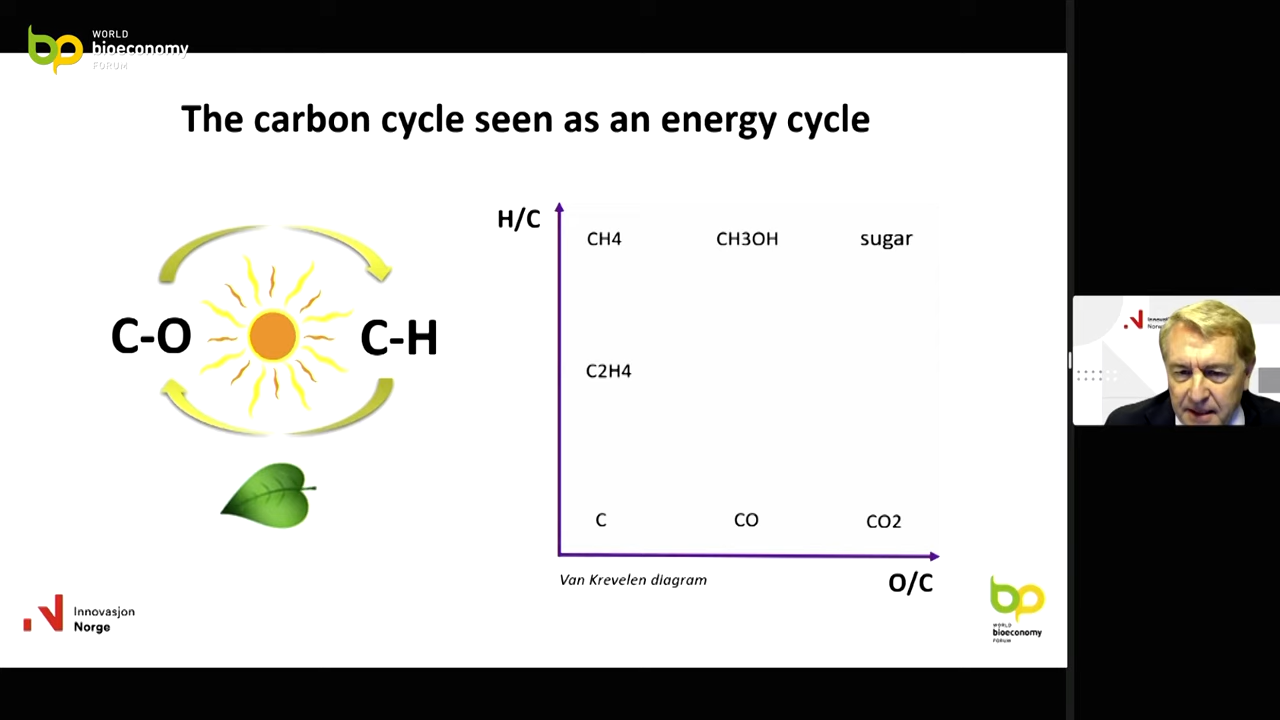 WORLD
bioeconomy
FORUM
The carbon cycle seen as an energy cycle
H/C
CH4
CH3OH
sugar
C-O
C-H
C2H4
C
CO
CO2
Van Krevelen diagram
O/C
Innovasjon
Norge
WORLD
bioeconomy
FORUM